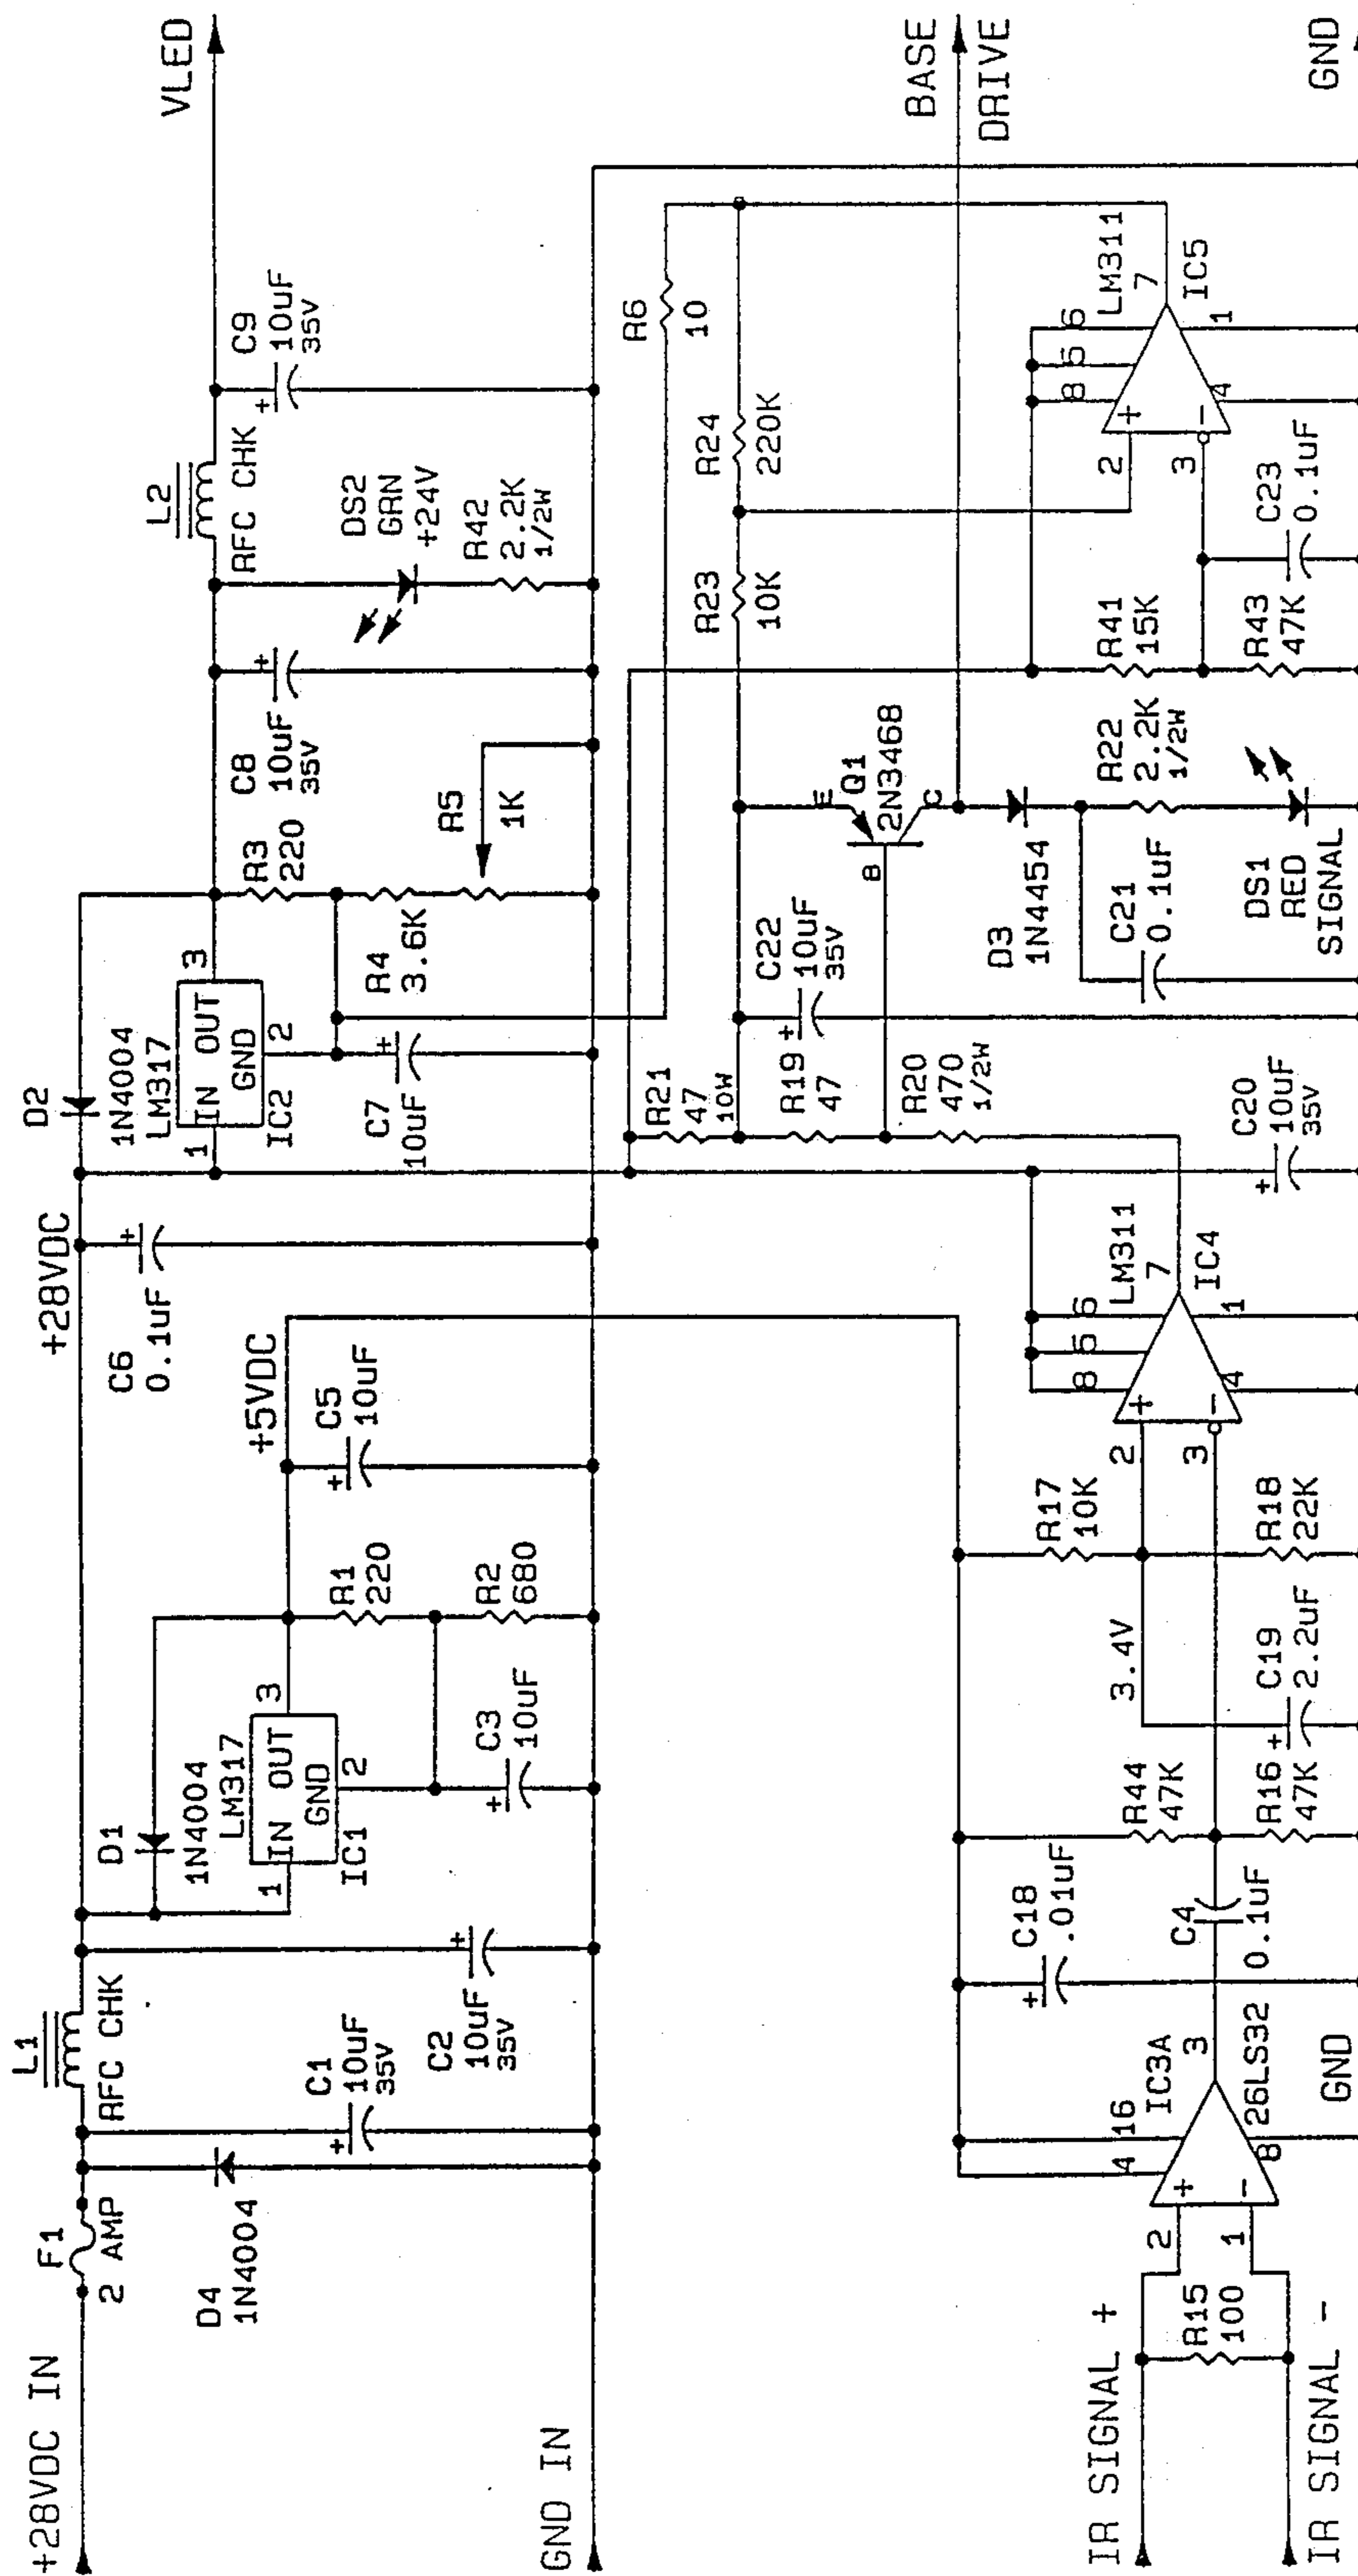 +28VDC IN
F1
2 AMP
D4
1N4004
L1
RFC CHK
C1
10uF
35V
C2
10uF
35V
D1
1N4004
LM317
IN OUT
GND
1
3
2
IC1
C3
10uF
R1
220
R2
680
+5VDC
C5
10uF
+28VDC
C6
0.1uF
D2
1N4004
LM317
IN OUT
GND
1
3
2
IC2
C7
10uF
R3
220
R4
3.6K
R5
1K
C8
10uF
35V
L2
RFC CHK
DS2
GRN
+24V
R42
2.2K
1/2W
C9
10uF
35V
VLED
GND IN
R6
10
R21
47
10W
R19
47
R20
470
1/2W
C22
10uF
35V
R23
10K
R24
220K
Q1
2N3468
E
B
C
BASE
DRIVE
D3
1N4454
C21
0.1uF
R22
2.2K
1/2W
DS1
RED
SIGNAL
R41
15K
R43
47K
C23
0.1uF
LM311
8
5
6
2
+
3
-
7
4
1
IC5
GND
IR SIGNAL +
IR SIGNAL -
R15
100
2
+
1
-
4
16
IC3A
3
26LS32
8
GND
C18
.01uF
C4
0.1uF
R44
47K
R16
47K
3.4V
C19
2.2uF
R17
10K
R18
22K
LM311
8
5
6
2
+
3
-
7
4
1
IC4
C20
10uF
35V